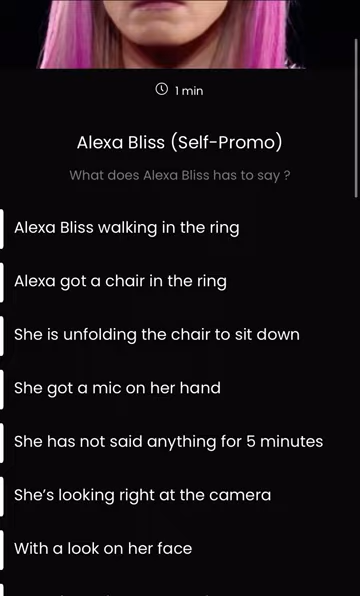 1 min
Alexa Bliss (Self-Promo)
What does Alexa Bliss has to say ?
Alexa Bliss walking in the ring
Alexa got a chair in the ring
She is unfolding the chair to sit down
She got a mic on her hand
She has not said anything for 5 minutes
She’s looking right at the camera
With a look on her face